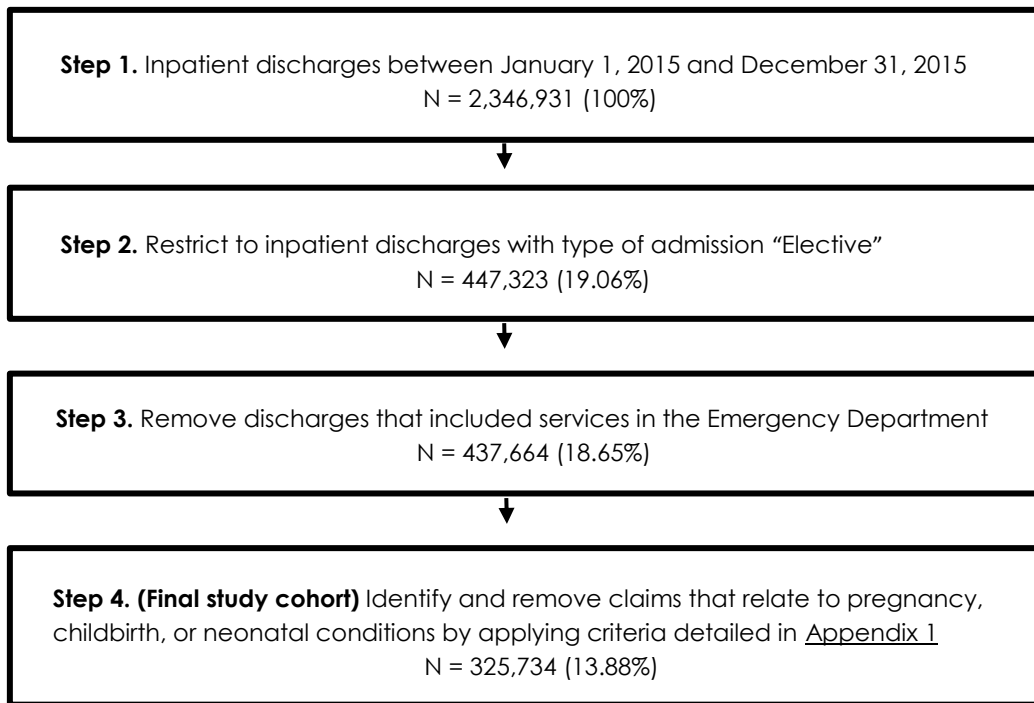 Step 1. Inpatient discharges between January 1, 2015 and December 31, 2015
N = 2,346,931 (100%)
Step 2. Restrict to inpatient discharges with type of admission “Elective”
N = 447,323 (19.06%)
Step 3. Remove discharges that included services in the Emergency Department
N = 437,664 (18.65%)
Step 4. (Final study cohort) Identify and remove claims that relate to pregnancy,
childbirth, or neonatal conditions by applying criteria detailed in Appendix 1
N = 325,734 (13.88%)